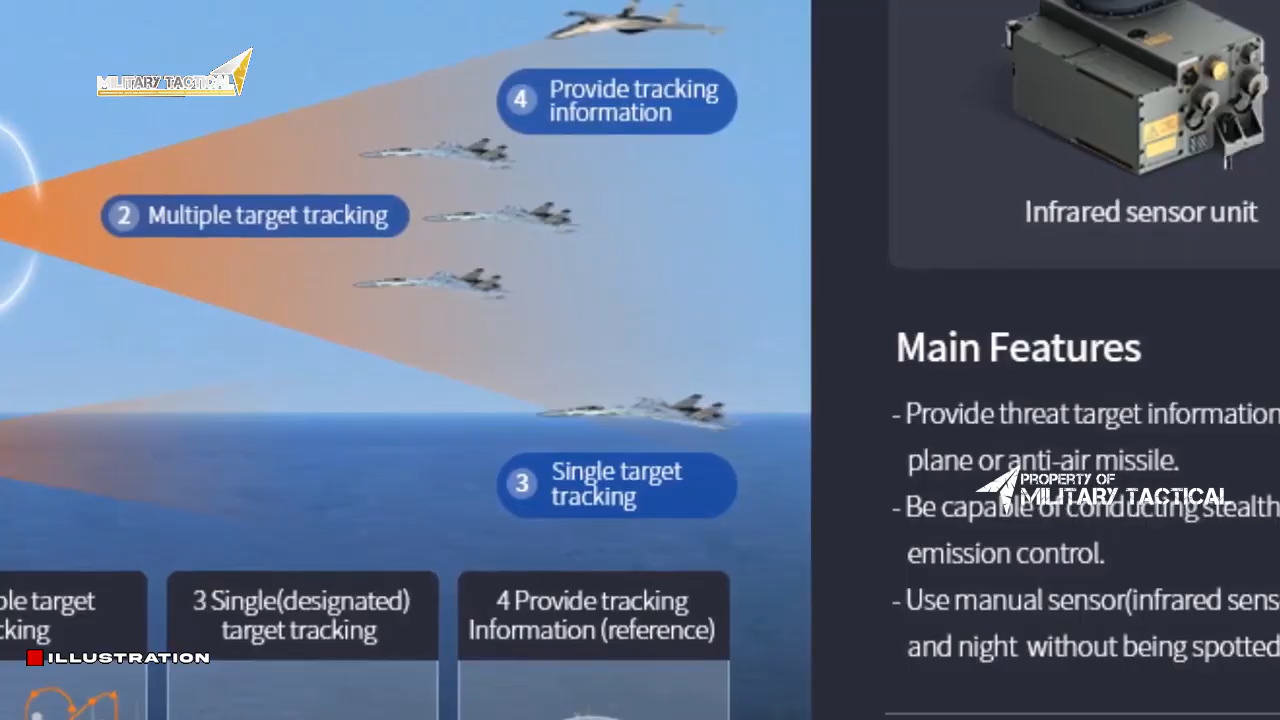 MILITARY TACTICAL
4 Provide tracking
information
2 Multiple target tracking
3 Single target
tracking
target
3 Single(designated)
target tracking
4 Provide tracking
Information (reference)
ILLUSTRATION
Infrared sensor unit
Main Features
- Provide threat target information
plane or anti-air missile.
PROPERTY OF
MILITARY TACTICAL
- Be capable of conducting stealth
emission control.
- Use manual sensor(infrared sens
and night without being spotted